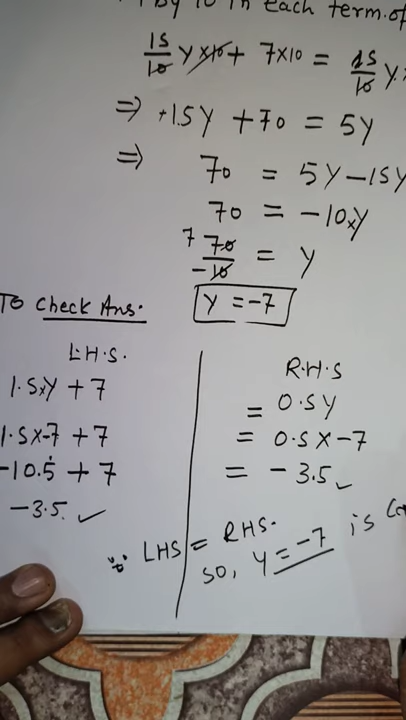 by 10 in each term of
15/10 y×10 + 7×10 = 15/10 y
⇒ +15y + 70 = 5y
⇒ 70 = 5y-15y
70 = -10×y
7 70/-10 = y
y = -7
TO Check Ans.
L.H.S.
1.5×y + 7
1.5×-7 + 7
-10.5 + 7
-3.5. ✓
R.H.S
= 0.5y
= 0.5×-7
= -3.5 ✓
∵ LHS = RHS.
so, y = -7 is